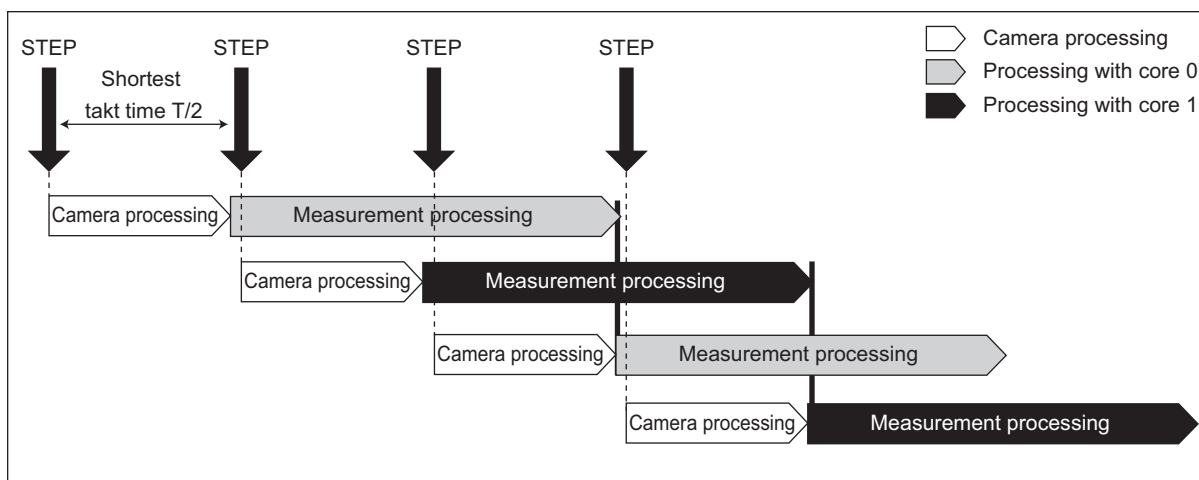 STEP
STEP
STEP
STEP
Shortest
takt time T/2
Camera processing
Processing with core 0
Processing with core 1
Camera processing
Measurement processing
Camera processing
Measurement processing
Camera processing
Measurement processing
Camera processing
Measurement processing